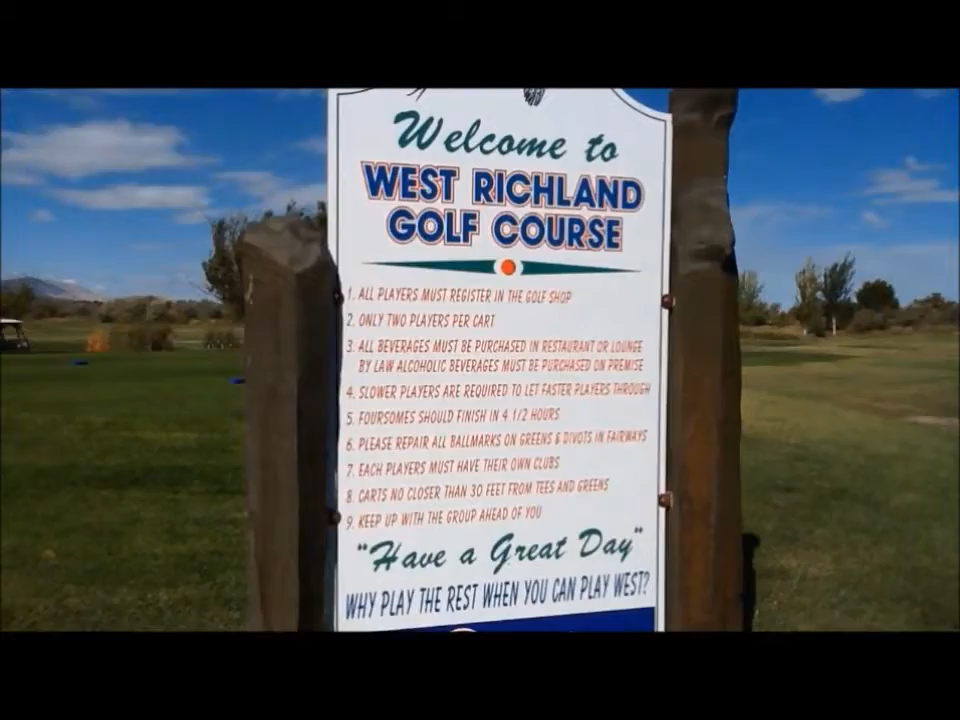 Welcome to
WEST RICHLAND
GOLF COURSE
1. ALL PLAYERS MUST REGISTER IN THE GOLF SHOP
2. ONLY TWO PLAYERS PER CART
3. ALL BEVERAGES MUST BE PURCHASED IN RESTAURANT OR LOUNGE
BY LAW ALCOHOLIC BEVERAGES MUST BE PURCHASED ON PREMISE
4. SLOWER PLAYERS ARE REQUIRED TO LET FASTER PLAYERS THROUGH
5. FOURSOMES SHOULD FINISH IN 4 1/2 HOURS
6. PLEASE REPAIR ALL BALLMARKS ON GREENS & DIVOTS IN FAIRWAYS
7. EACH PLAYERS MUST HAVE THEIR OWN CLUBS
8. CARTS NO CLOSER THAN 30 FEET FROM TEES AND GREENS
9. KEEP UP WITH THE GROUP AHEAD OF YOU
"Have a Great Day"
WHY PLAY THE REST WHEN YOU CAN PLAY WEST?